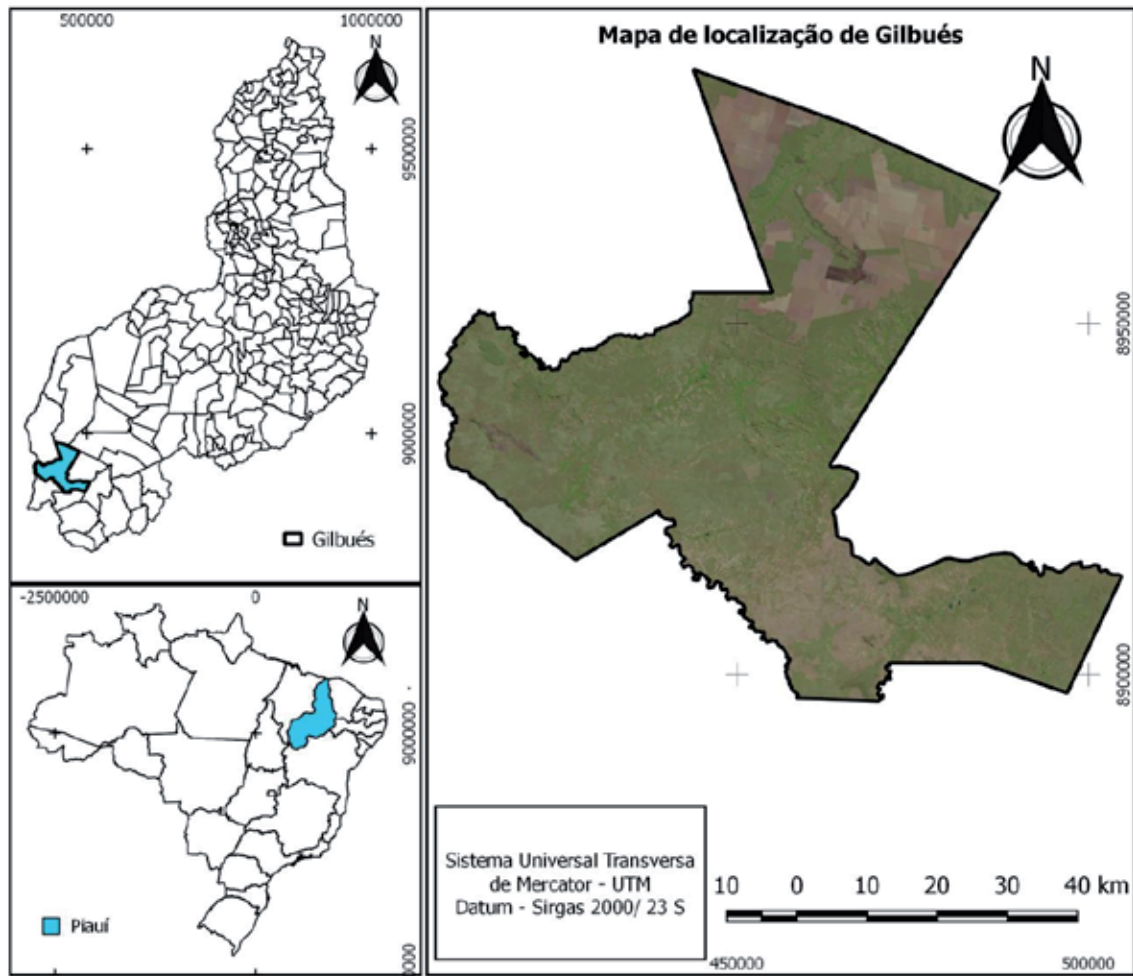 500000
1000000
N
9500000
9000000
Gilbués
-2500000
0
N
9000000
Piauí
Mapa de localização de Gilbués
N
8950000
8900000
Sistema Universal Transversa
de Mercator - UTM
Datum - Sirgas 2000/ 23 S
10 0 10 20 30 40 km
450000
500000